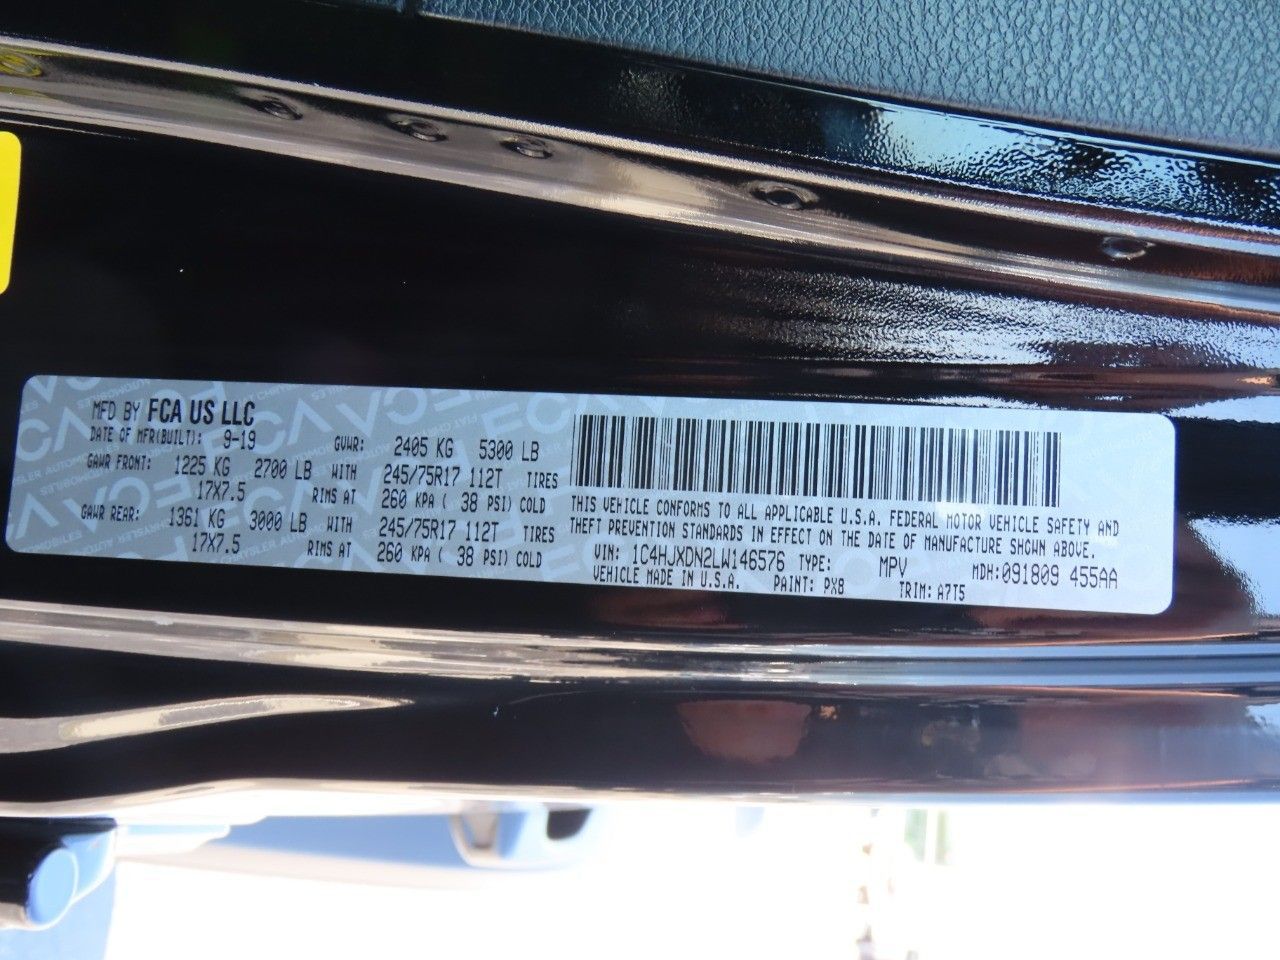 MFD BY FCA US LLC
DATE OF MFR(BUILT): 9-19 GVWR: 2405 KG 5300 LB
GAWR FRONT: 1225 KG 2700 LB WITH 245/75R17 112T TIRES
17X7.5 RIMS AT 260 KPA ( 38 PSI) COLD
GAWR REAR: 1361 KG 3000 LB WITH 245/75R17 112T TIRES
17X7.5 RIMS AT 260 KPA ( 38 PSI) COLD
THIS VEHICLE CONFORMS TO ALL APPLICABLE U.S.A. FEDERAL MOTOR VEHICLE SAFETY AND
THEFT PREVENTION STANDARDS IN EFFECT ON THE DATE OF MANUFACTURE SHOWN ABOVE.
VIN: 1C4HJXDN2LW146576 TYPE: MPV MDH:091809 455AA
VEHICLE MADE IN U.S.A. PAINT: PX8 TRIM: A7T5